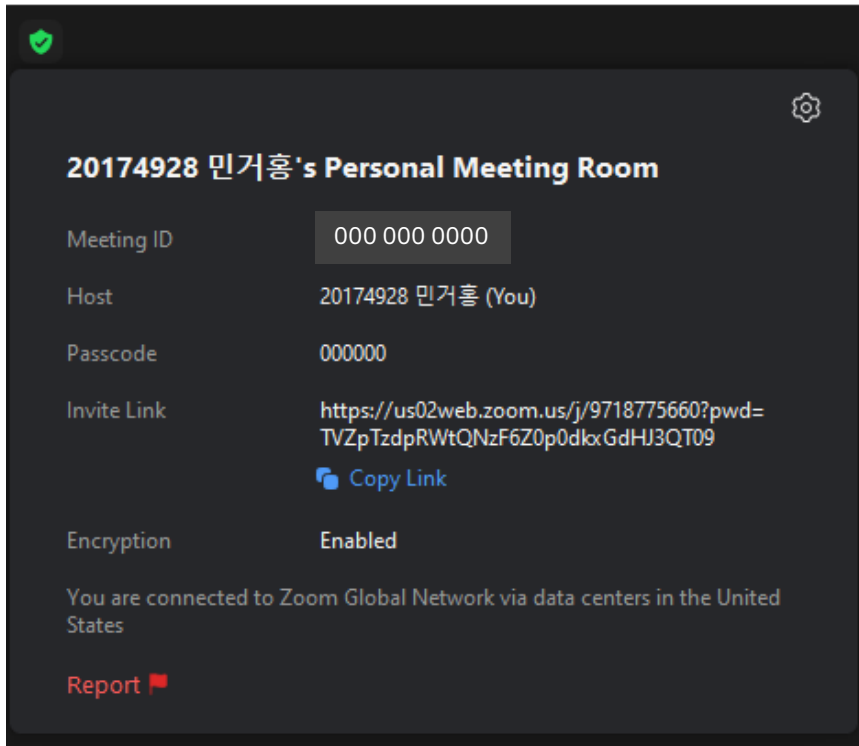 20174928 민거홍's Personal Meeting Room
Meeting ID 000 000 0000
Host 20174928 민거홍 (You)
Passcode 000000
Invite Link https://us02web.zoom.us/j/9718775660?pwd=
TVZpTzdpRWtQNzF6Z0p0dkxGdHJ3QT09
Copy Link
Encryption Enabled
You are connected to Zoom Global Network via data centers in the United
States
Report